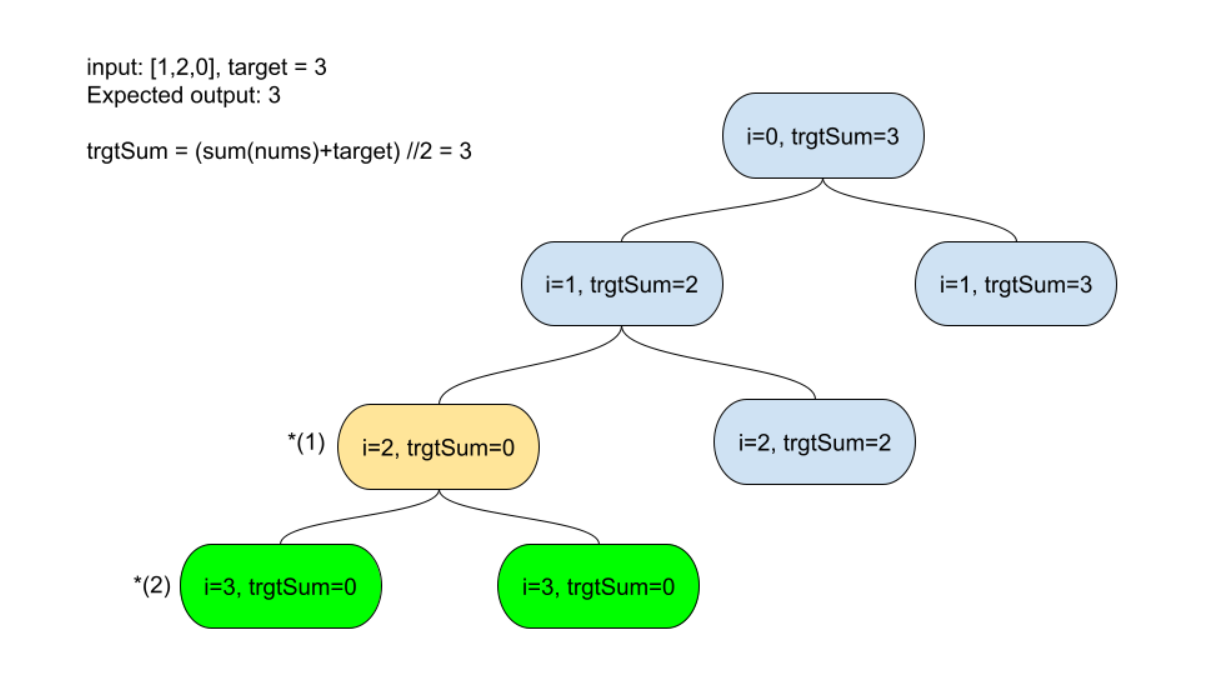 input: [1,2,0], target = 3
Expected output: 3
trgtSum = (sum(nums)+target) //2 = 3
i=0, trgtSum=3
i=1, trgtSum=2
i=1, trgtSum=3
*(1)
i=2, trgtSum=0
i=2, trgtSum=2
*(2)
i=3, trgtSum=0
i=3, trgtSum=0